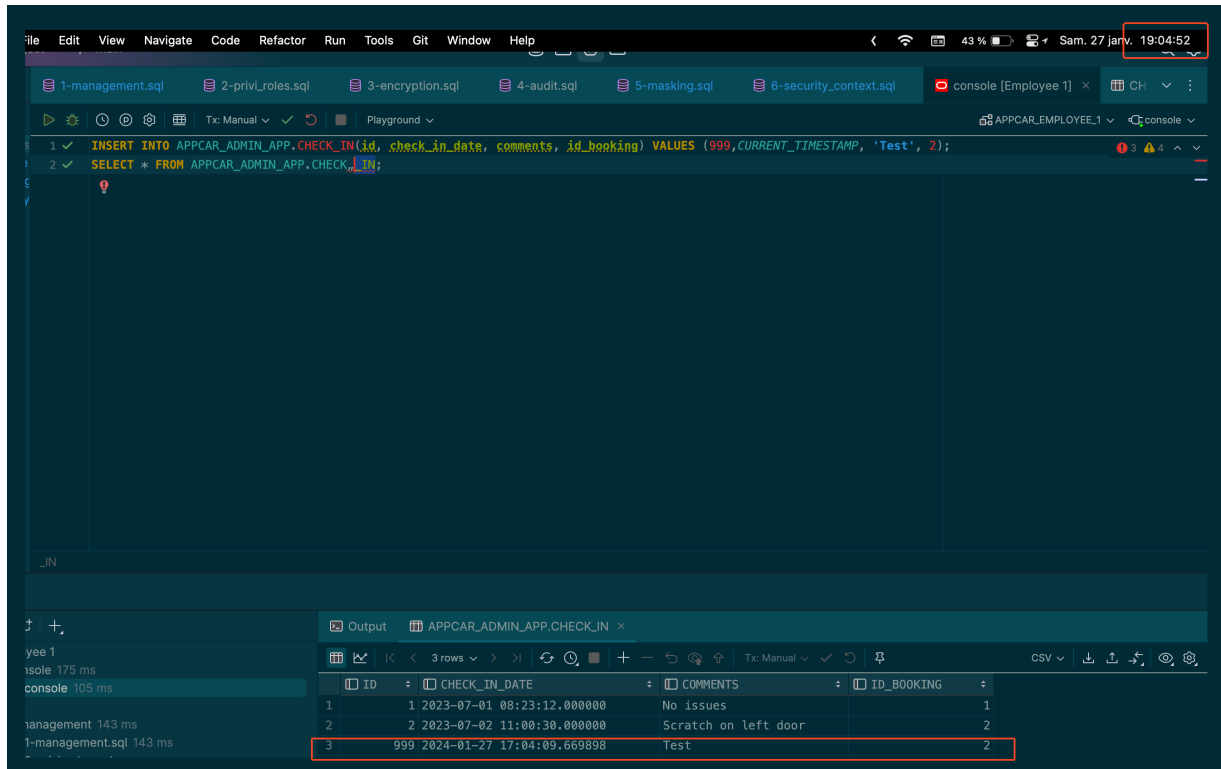 File Edit View Navigate Code Refactor Run Tools Git Window Help 43 % Sam. 27 janv. 19:04:52
1-management.sql 2-privi_roles.sql 3-encryption.sql 4-audit.sql 5-masking.sql 6-security_context.sql console [Employee 1] CH
Tx: Manual Playground APPCAR_EMPLOYEE_1 console
1 INSERT INTO APPCAR_ADMIN_APP.CHECK_IN(id, check_in_date, comments, id_booking) VALUES (999,CURRENT_TIMESTAMP, 'Test', 2); 3 4
2 SELECT * FROM APPCAR_ADMIN_APP.CHECK_IN;
_IN
Output APPCAR_ADMIN_APP.CHECK_IN
yee 1
nsole 175 ms
3 rows Tx: Manual CSV
console 105 ms
ID CHECK_IN_DATE COMMENTS ID_BOOKING
1 1 2023-07-01 08:23:12.000000 No issues 1
nanagement 143 ms
2 2 2023-07-02 11:00:30.000000 Scratch on left door 2
1-management.sql 143 ms
3 999 2024-01-27 17:04:09.669898 Test 2